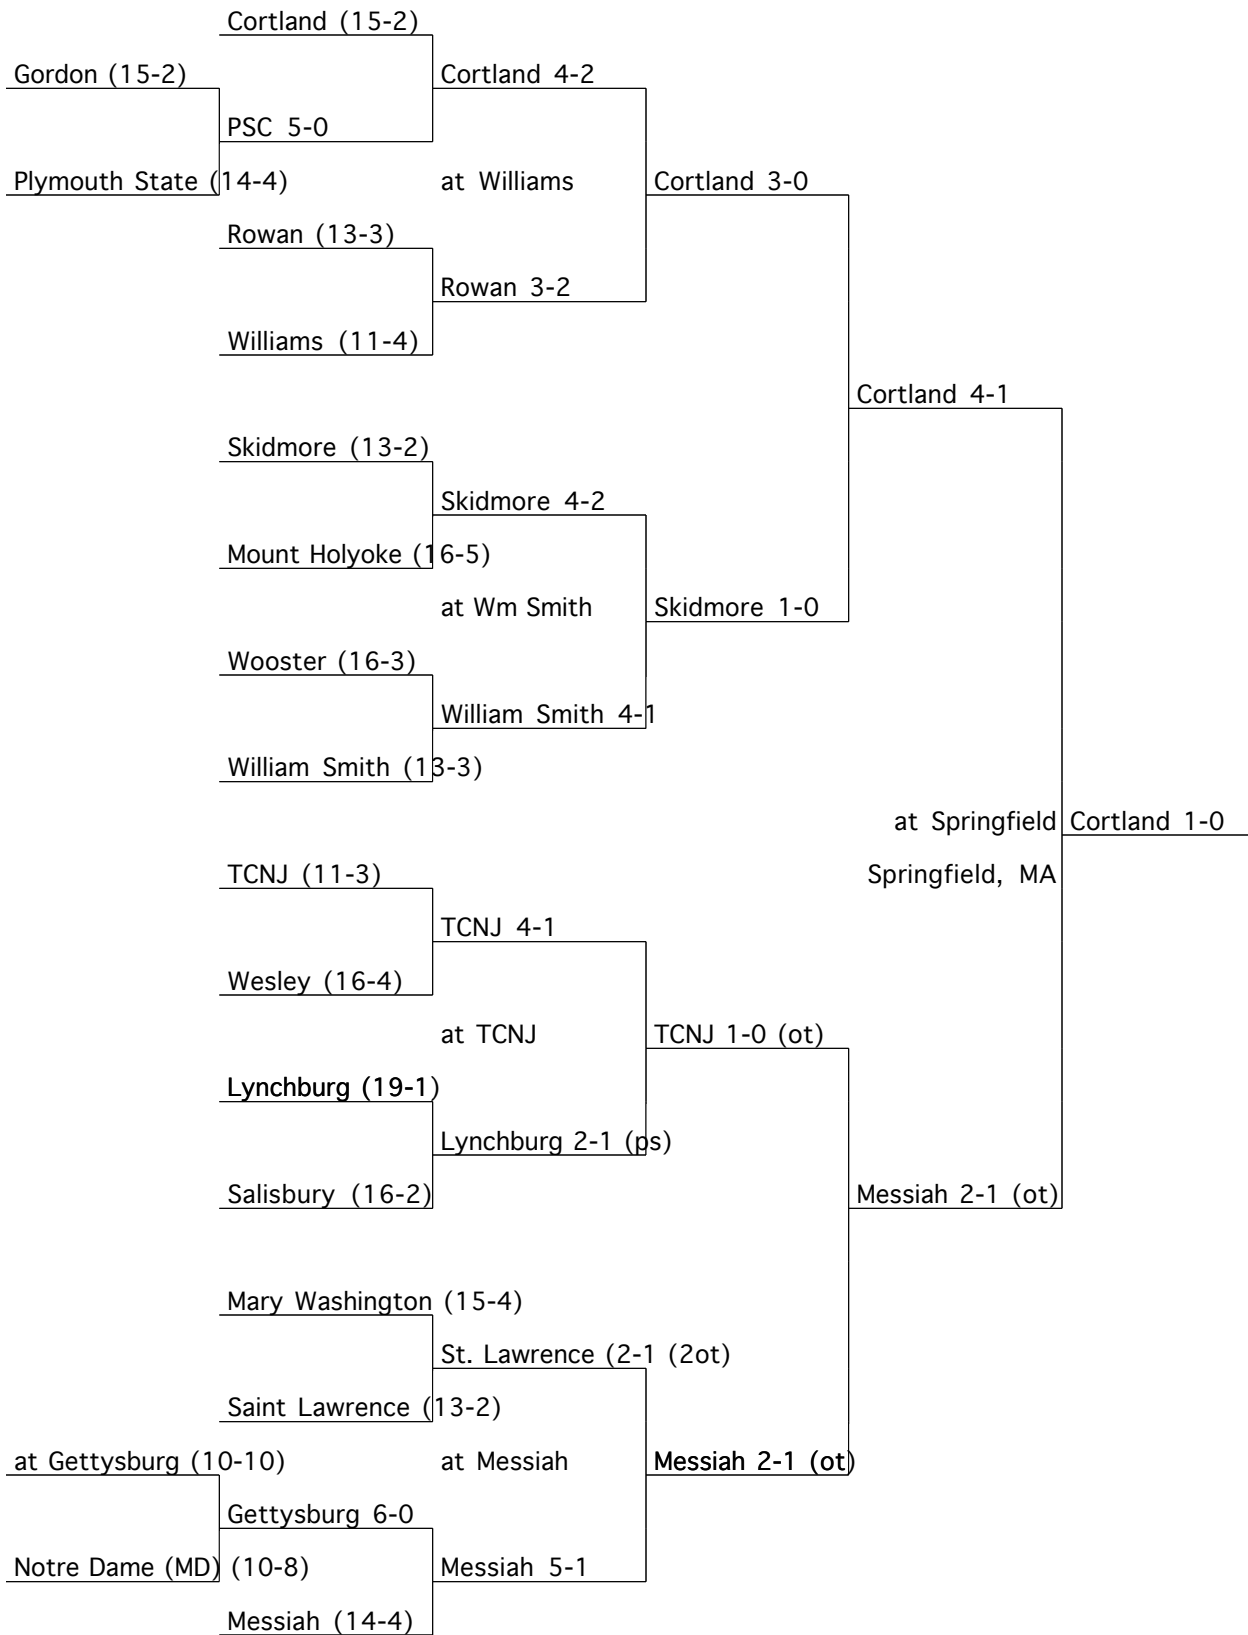 Cortland (15-2)
Gordon (15-2)
Cortland 4-2
PSC 5-0
Plymouth State (14-4)
at Williams
Cortland 3-0
Rowan (13-3)
Rowan 3-2
Williams (11-4)
Cortland 4-1
Skidmore (13-2)
Skidmore 4-2
Mount Holyoke (16-5)
at Wm Smith
Skidmore 1-0
Wooster (16-3)
William Smith 4-1
William Smith (13-3)
at Springfield
Cortland 1-0
TCNJ (11-3)
Springfield, MA
TCNJ 4-1
Wesley (16-4)
at TCNJ
TCNJ 1-0 (ot)
Lynchburg (19-1)
Lynchburg 2-1 (ps)
Salisbury (16-2)
Messiah 2-1 (ot)
Mary Washington (15-4)
St. Lawrence (2-1 (2ot)
Saint Lawrence (13-2)
at Gettysburg (10-10)
at Messiah
Messiah 2-1 (ot)
Gettysburg 6-0
Notre Dame (MD) (10-8)
Messiah 5-1
Messiah (14-4)